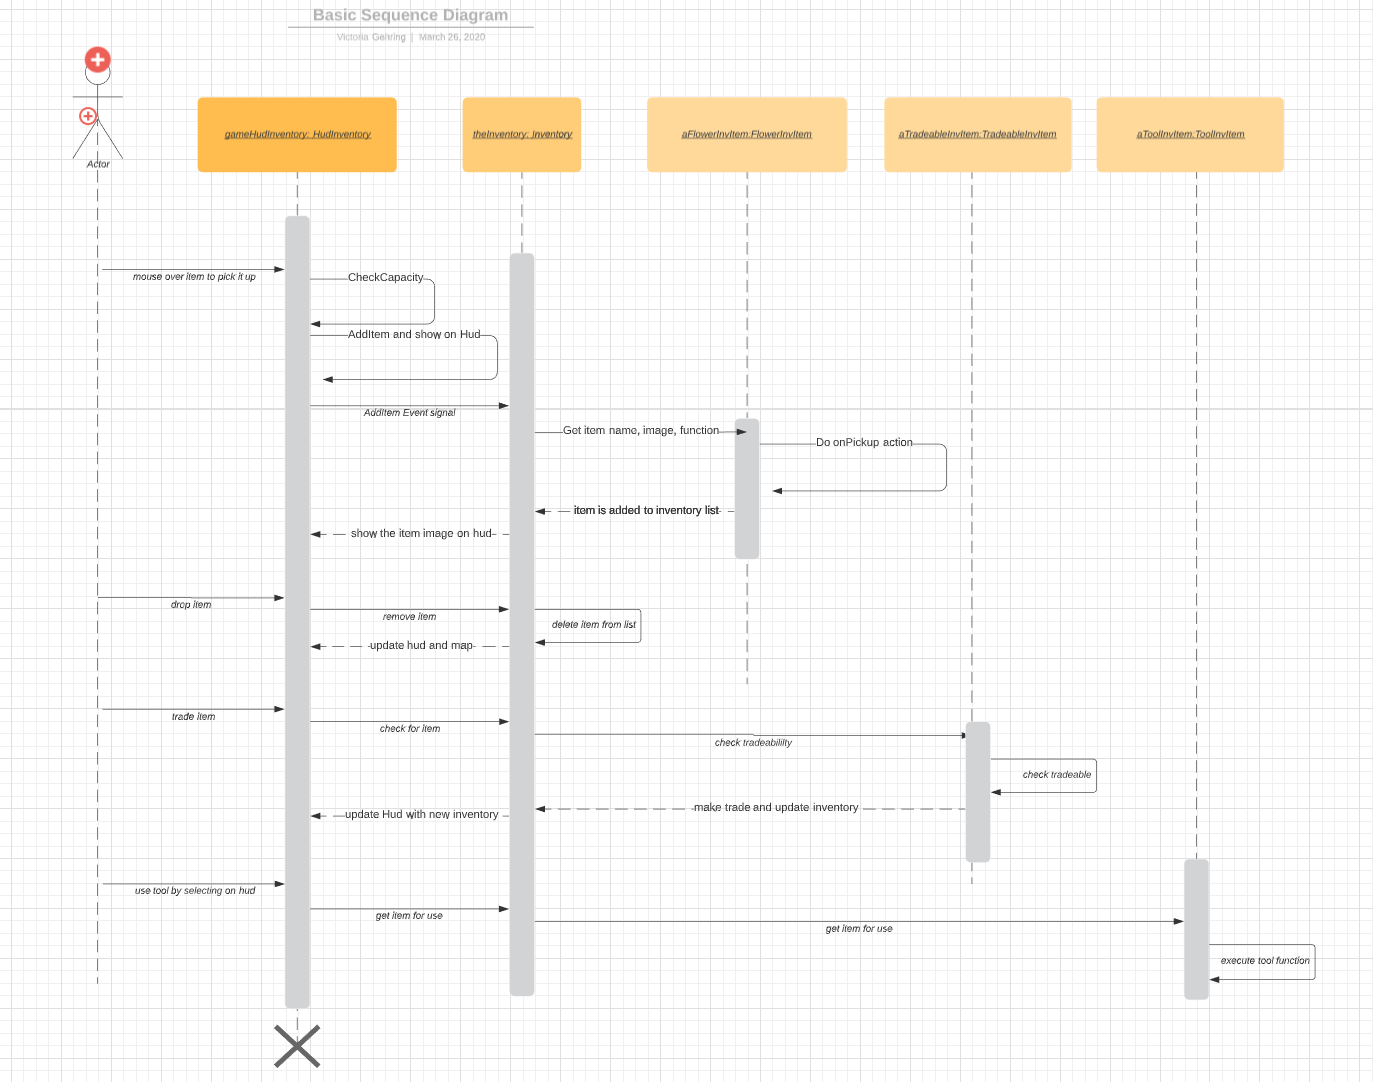 Basic Sequence Diagram
Victoria Gehring | March 26, 2020
Actor
gameHudInventory: HudInventory
theInventory: Inventory
aFlowerInvItem:FlowerInvItem
aTradeableInvItem:TradeableInvItem
aToolInvItem:ToolInvItem
mouse over item to pick it up
CheckCapacity
AddItem and show on Hud
AddItem Event signal
Get item name, image, function
Do onPickup action
item is added to inventory list
show the item image on hud
drop item
remove item
delete item from list
update hud and map
trade item
check for item
check tradeabililty
check tradeable
make trade and update inventory
update Hud with new inventory
use tool by selecting on hud
get item for use
get item for use
execute tool function